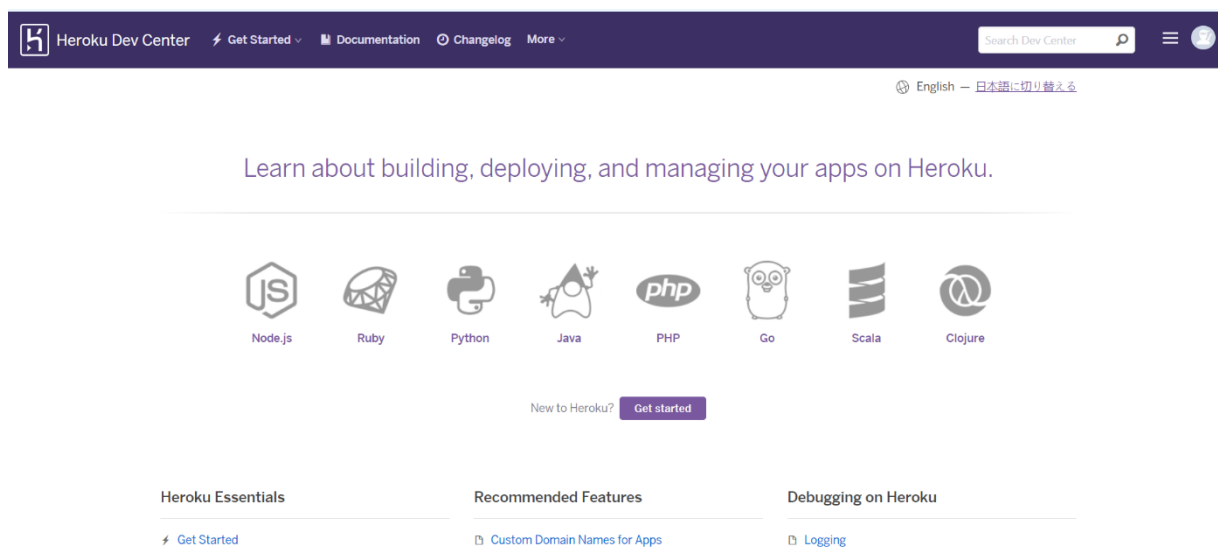 Heroku Dev Center Get Started Documentation Changelog More Search Dev Center
English — 日本語に切り替える
Learn about building, deploying, and managing your apps on Heroku.
JS php
Node.js Ruby Python Java PHP Go Scala Clojure
New to Heroku? Get started
Heroku Essentials Recommended Features Debugging on Heroku
Get Started Custom Domain Names for Apps Logging